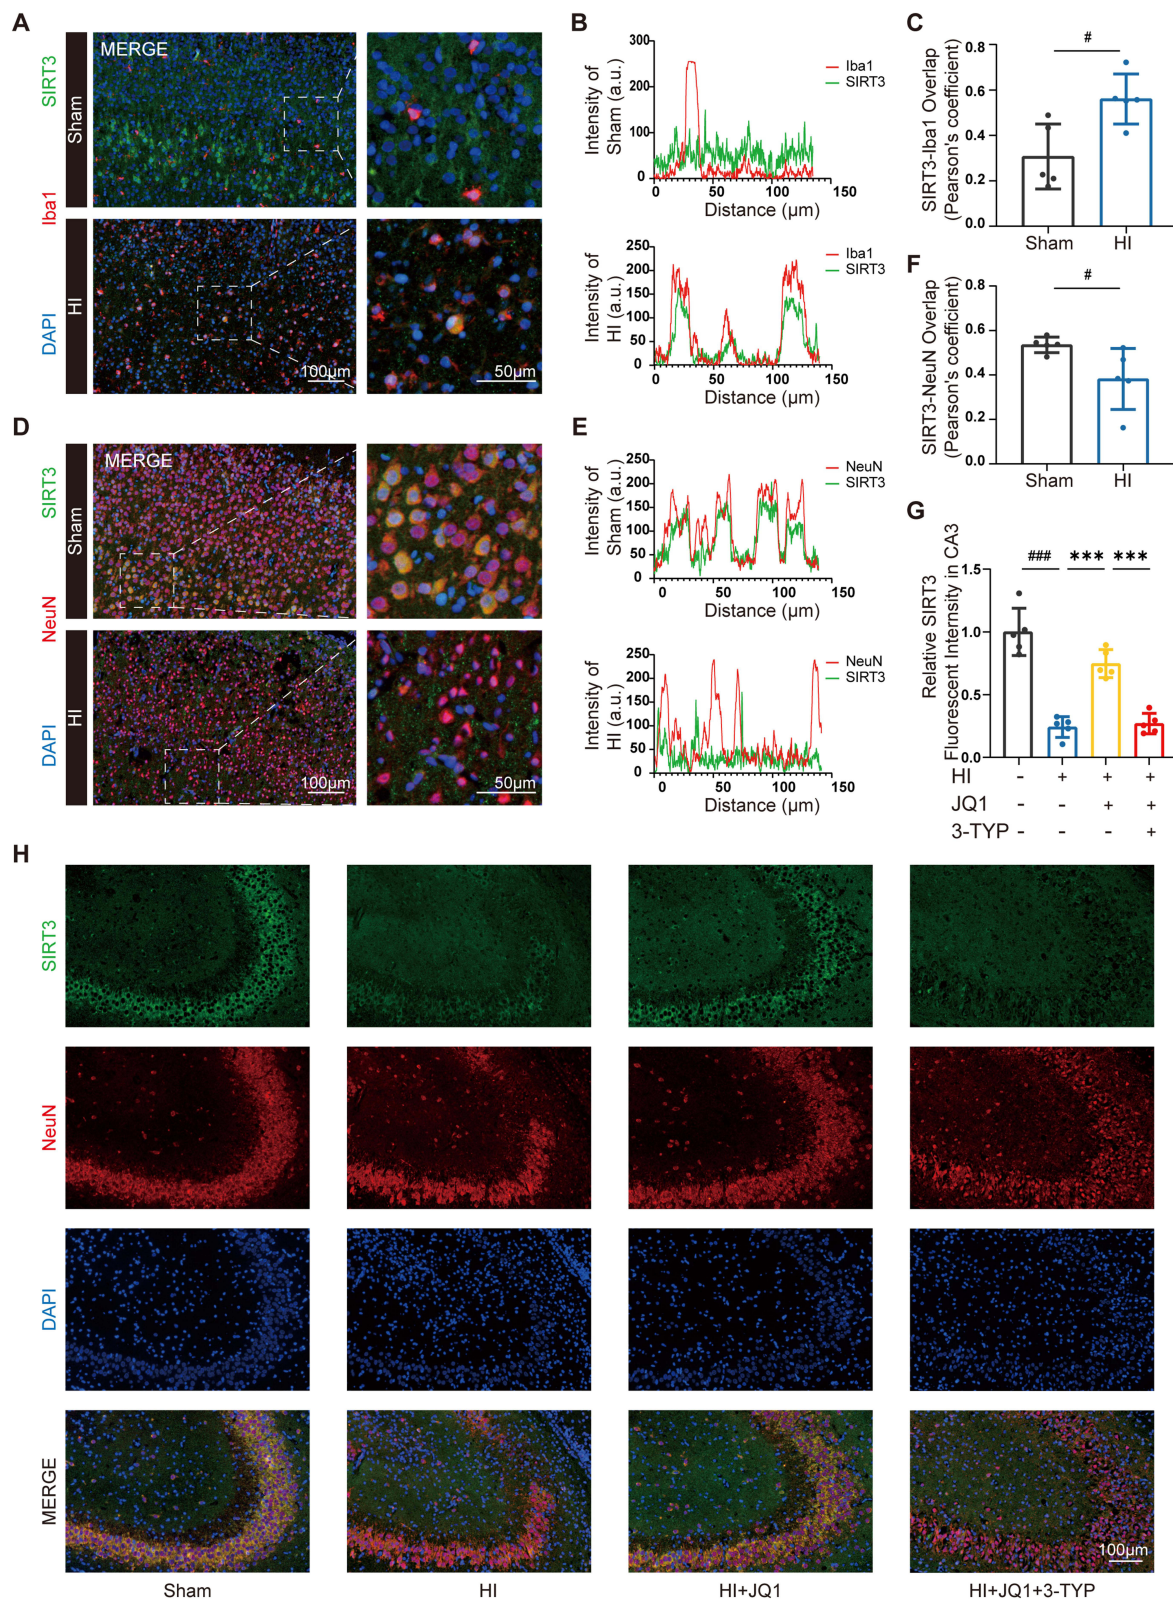 A
SIRT3
Iba1
DAPI
Sham
HI
MERGE
100μm
50μm
B
Intensity of
Sham (a.u.)
300
250
200
150
100
50
0
Iba1
SIRT3
0 50 100 150
Distance (μm)
Intensity of
HI (a.u.)
250
200
150
100
50
0
Iba1
SIRT3
0 50 100 150
Distance (μm)
C
SIRT3-Iba1 Overlap
(Pearson's coefficient)
0.8
0.6
0.4
0.2
0.0
#
Sham HI
D
SIRT3
NeuN
DAPI
Sham
HI
MERGE
100μm
50μm
E
Intensity of
Sham (a.u.)
250
200
150
100
50
0
NeuN
SIRT3
0 50 100 150
Distance (μm)
Intensity of
HI (a.u.)
250
200
150
100
50
0
NeuN
SIRT3
0 50 100 150
Distance (μm)
F
SIRT3-NeuN Overlap
(Pearson's coefficient)
0.8
0.6
0.4
0.2
0.0
#
Sham HI
G
Relative SIRT3
Fluorescent Internsity in CA3
1.5
1.0
0.5
0.0
### *** ***
HI - + + +
JQ1 - - + +
3-TYP - - - +
H
SIRT3
NeuN
DAPI
MERGE
100μm
Sham HI HI+JQ1 HI+JQ1+3-TYP